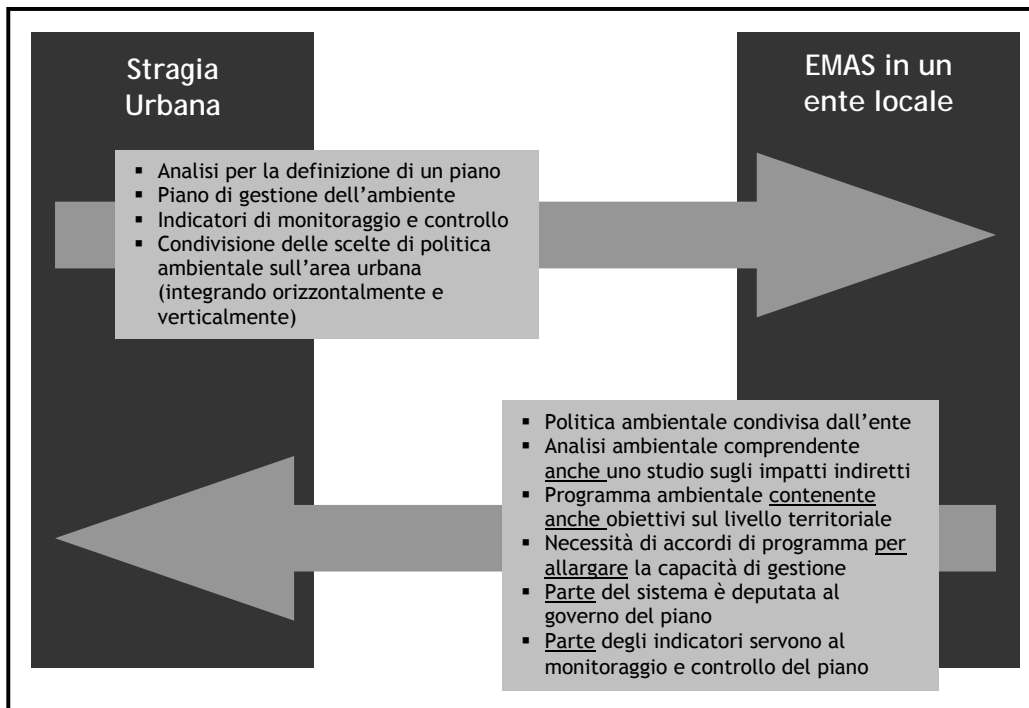 Stragia
Urbana
EMAS in un
ente locale
▪ Analisi per la definizione di un piano
▪ Piano di gestione dell’ambiente
▪ Indicatori di monitoraggio e controllo
▪ Condivisione delle scelte di politica
ambientale sull’area urbana
(integrando orizzontalmente e
verticalmente)
▪ Politica ambientale condivisa dall’ente
▪ Analisi ambientale comprendente
anche uno studio sugli impatti indiretti
▪ Programma ambientale contenente
anche obiettivi sul livello territoriale
▪ Necessità di accordi di programma per
allargare la capacità di gestione
▪ Parte del sistema è deputata al
governo del piano
▪ Parte degli indicatori servono al
monitoraggio e controllo del piano